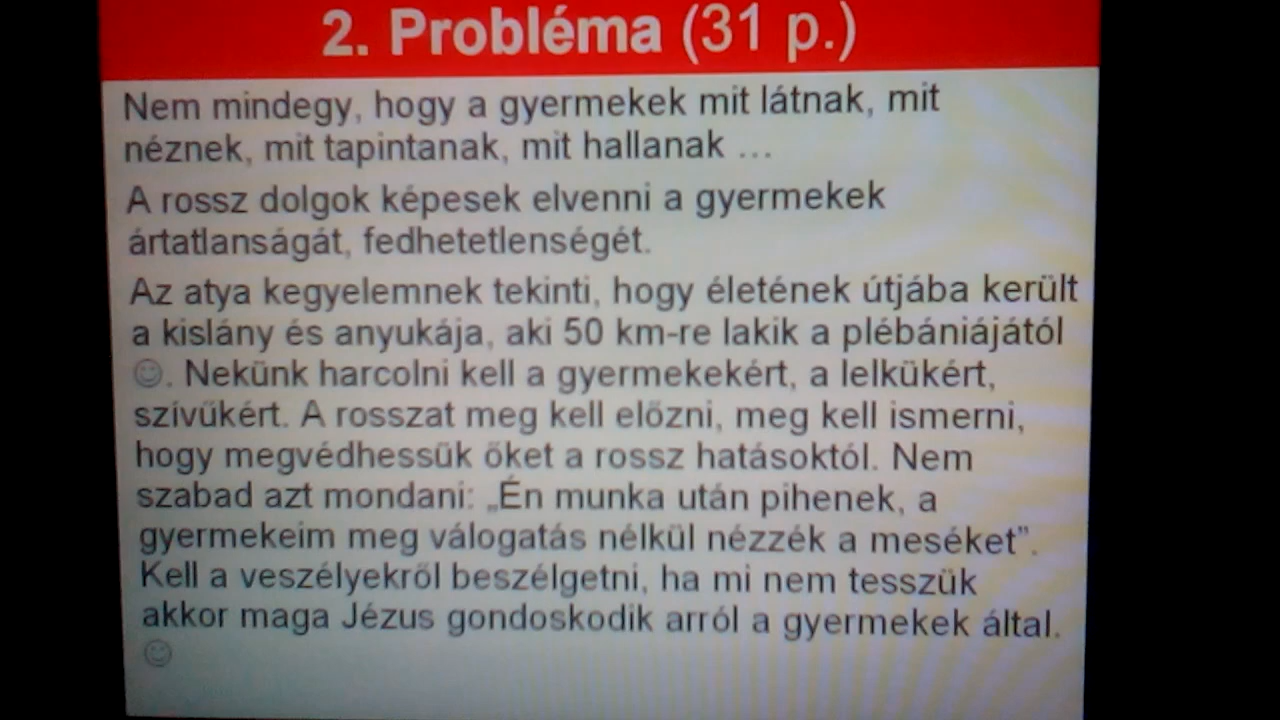 2. Probléma (31 p.)
Nem mindegy, hogy a gyermekek mit látnak, mit
néznek, mit tapintanak, mit hallanak …
A rossz dolgok képesek elvenni a gyermekek
ártatlanságát, fedhetetlenségét.
Az atya kegyelemnek tekinti, hogy életének útjába került
a kislány és anyukája, aki 50 km-re lakik a plébániájától
☺. Nekünk harcolni kell a gyermekekért, a lelkükért,
szívűkért. A rosszat meg kell előzni, meg kell ismerni,
hogy megvédhessük őket a rossz hatásoktól. Nem
szabad azt mondani: „Én munka után pihenek, a
gyermekeim meg válogatás nélkül nézzék a meséket”.
Kell a veszélyekről beszélgetni, ha mi nem tesszük
akkor maga Jézus gondoskodik arról a gyermekek által.
☺